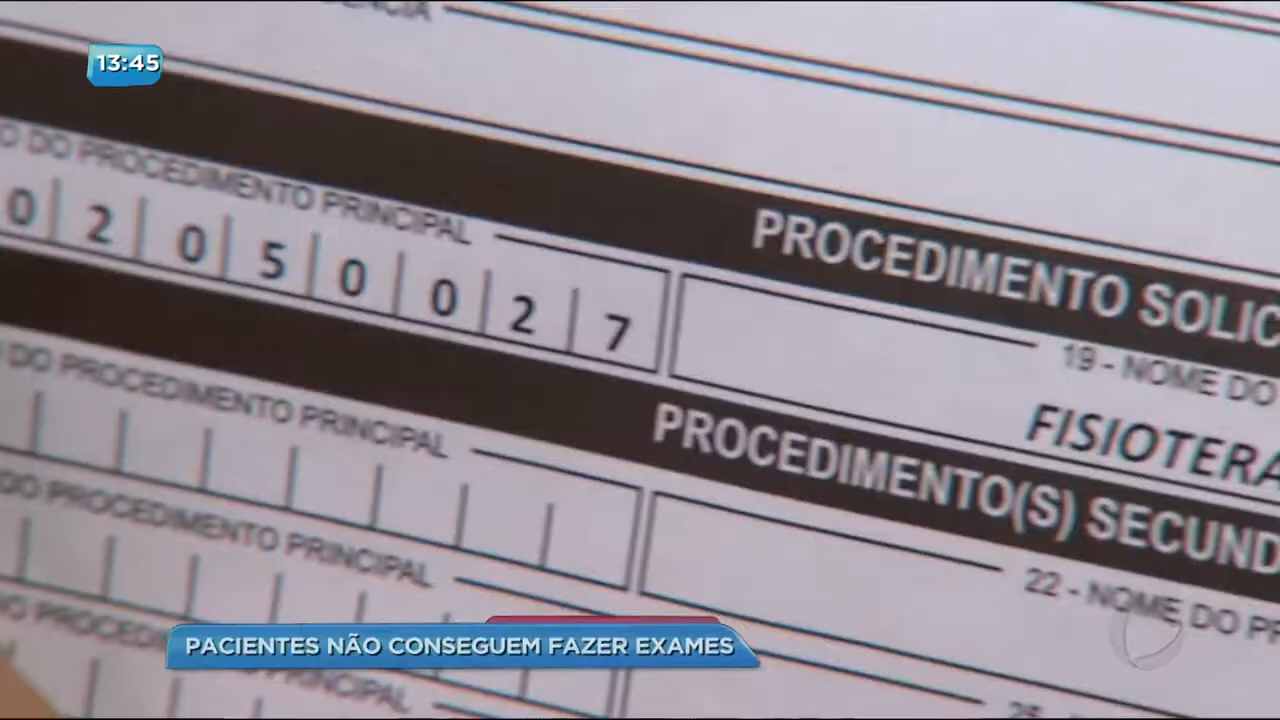 13:45
DO PROCEDIMENTO PRINCIPAL
0 2 0 5 0 0 2 7
PROCEDIMENTO SOLIC
19 - NOME DO
FISIOTERA
DO PROCEDIMENTO PRINCIPAL
PROCEDIMENTO(S) SECUND
22 - NOME DO PR
DO PROCEDIMENTO PRINCIPAL
PACIENTES NÃO CONSEGUEM FAZER EXAMES
PRINCIPAL